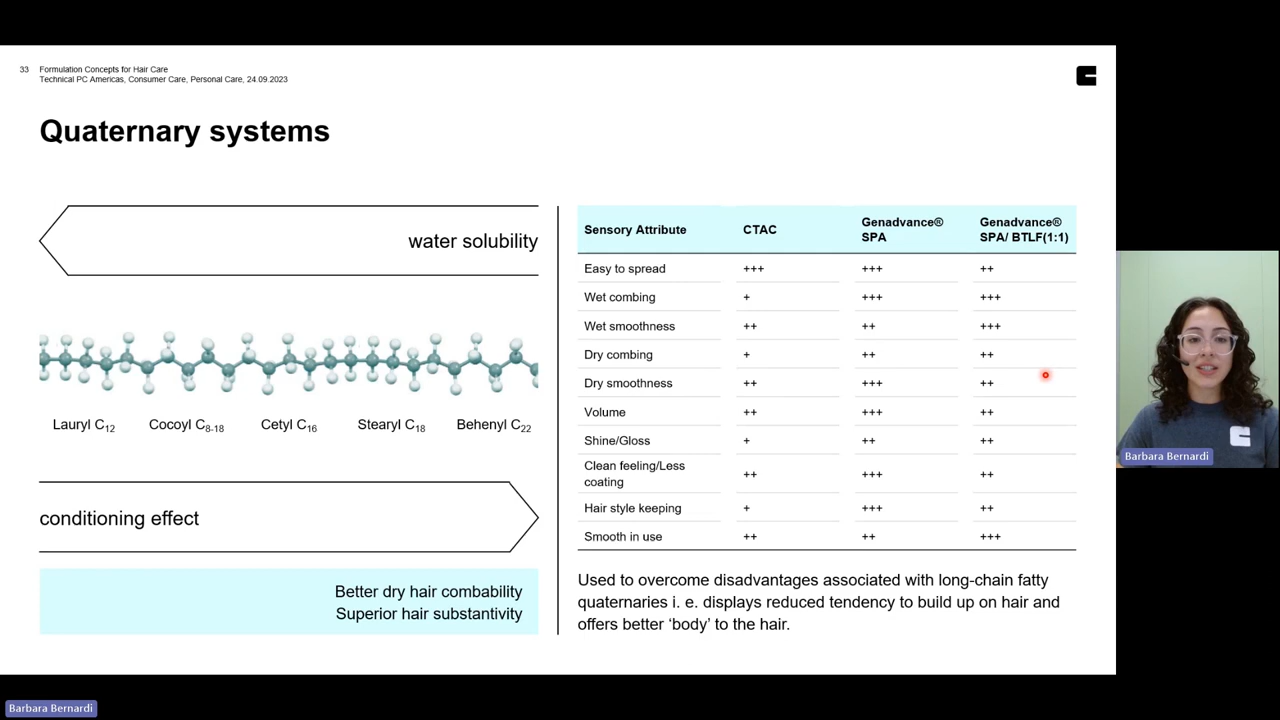 33 Formulation Concepts for Hair Care
Technical PC Americas, Consumer Care, Personal Care, 24.09.2023
Quaternary systems
water solubility
Lauryl C12 Cocoyl C8-18 Cetyl C16 Stearyl C18 Behenyl C22
conditioning effect
Better dry hair combability
Superior hair substantivity
Sensory Attribute CTAC Genadvance® SPA Genadvance® SPA/ BTLF(1:1)
Easy to spread +++ +++ ++
Wet combing + +++ +++
Wet smoothness ++ ++ +++
Dry combing + ++ ++
Dry smoothness ++ +++ ++
Volume ++ +++ ++
Shine/Gloss + ++ ++
Clean feeling/Less coating ++ +++ ++
Hair style keeping + +++ ++
Smooth in use ++ ++ +++
Used to overcome disadvantages associated with long-chain fatty
quaternaries i. e. displays reduced tendency to build up on hair and
offers better ‘body’ to the hair.
Barbara Bernardi
Barbara Bernardi